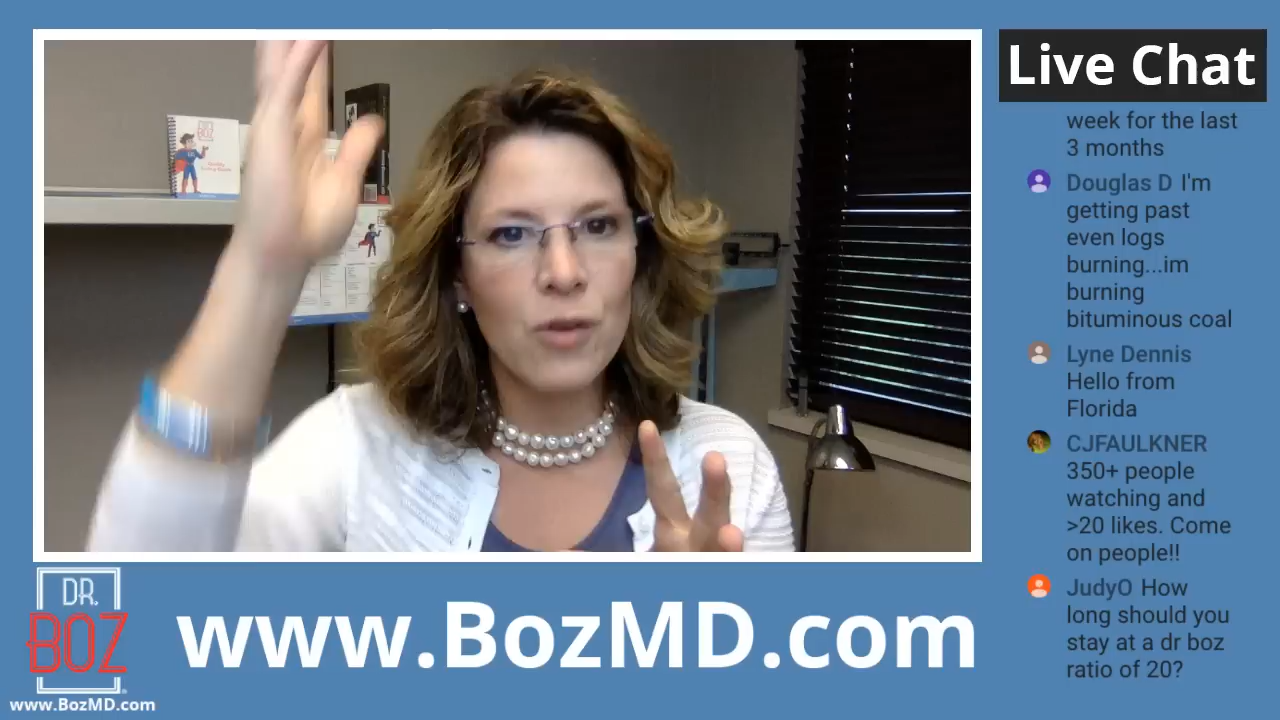 Live Chat
week for the last
3 months
Douglas D I'm
getting past
even logs
burning...im
burning
bituminous coal
Lyne Dennis
Hello from
Florida
CJFAULKNER
350+ people
watching and
>20 likes. Come
on people!!
JudyO How
long should you
stay at a dr boz
ratio of 20?
DR.
BOZ
www.BozMD.com
www.BozMD.com
DR
BOZ